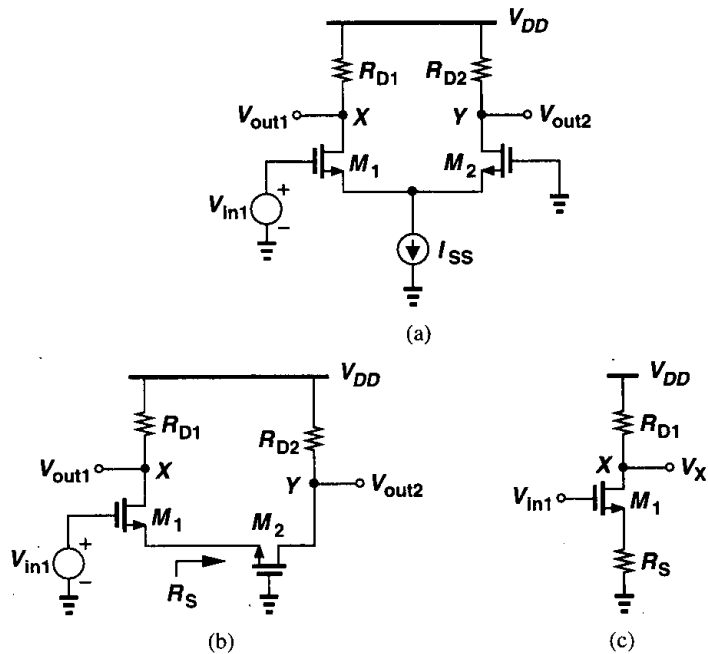 V_DD
R_D1
R_D2
V_out1
X
Y
V_out2
M_1
M_2
V_in1
+
−
I_SS
(a)
V_DD
R_D1
R_D2
V_out1
X
Y
V_out2
M_1
M_2
V_in1
+
−
R_S
(b)
V_DD
R_D1
X
V_X
V_in1
M_1
R_S
(c)